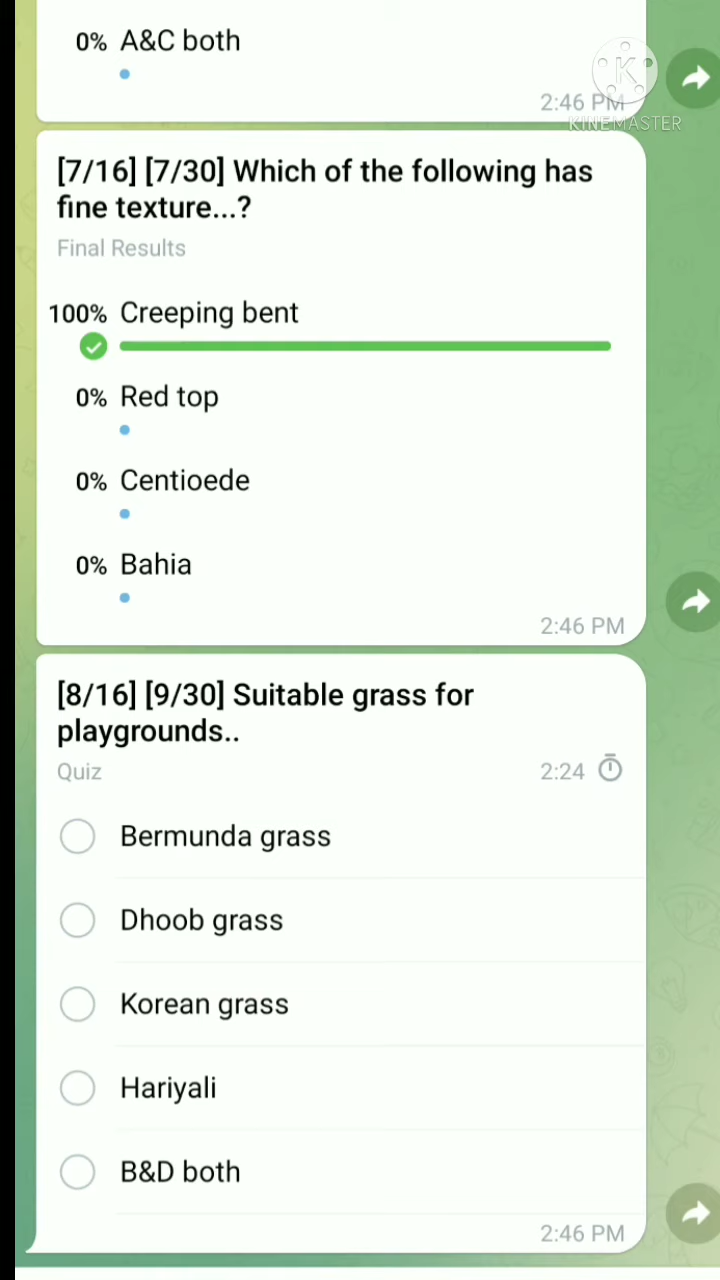 0% A&C both
2:46 PM
KINEMASTER
[7/16] [7/30] Which of the following has
fine texture...?
Final Results
100% Creeping bent
0% Red top
0% Centioede
0% Bahia
2:46 PM
[8/16] [9/30] Suitable grass for
playgrounds..
Quiz
2:24
Bermunda grass
Dhoob grass
Korean grass
Hariyali
B&D both
2:46 PM